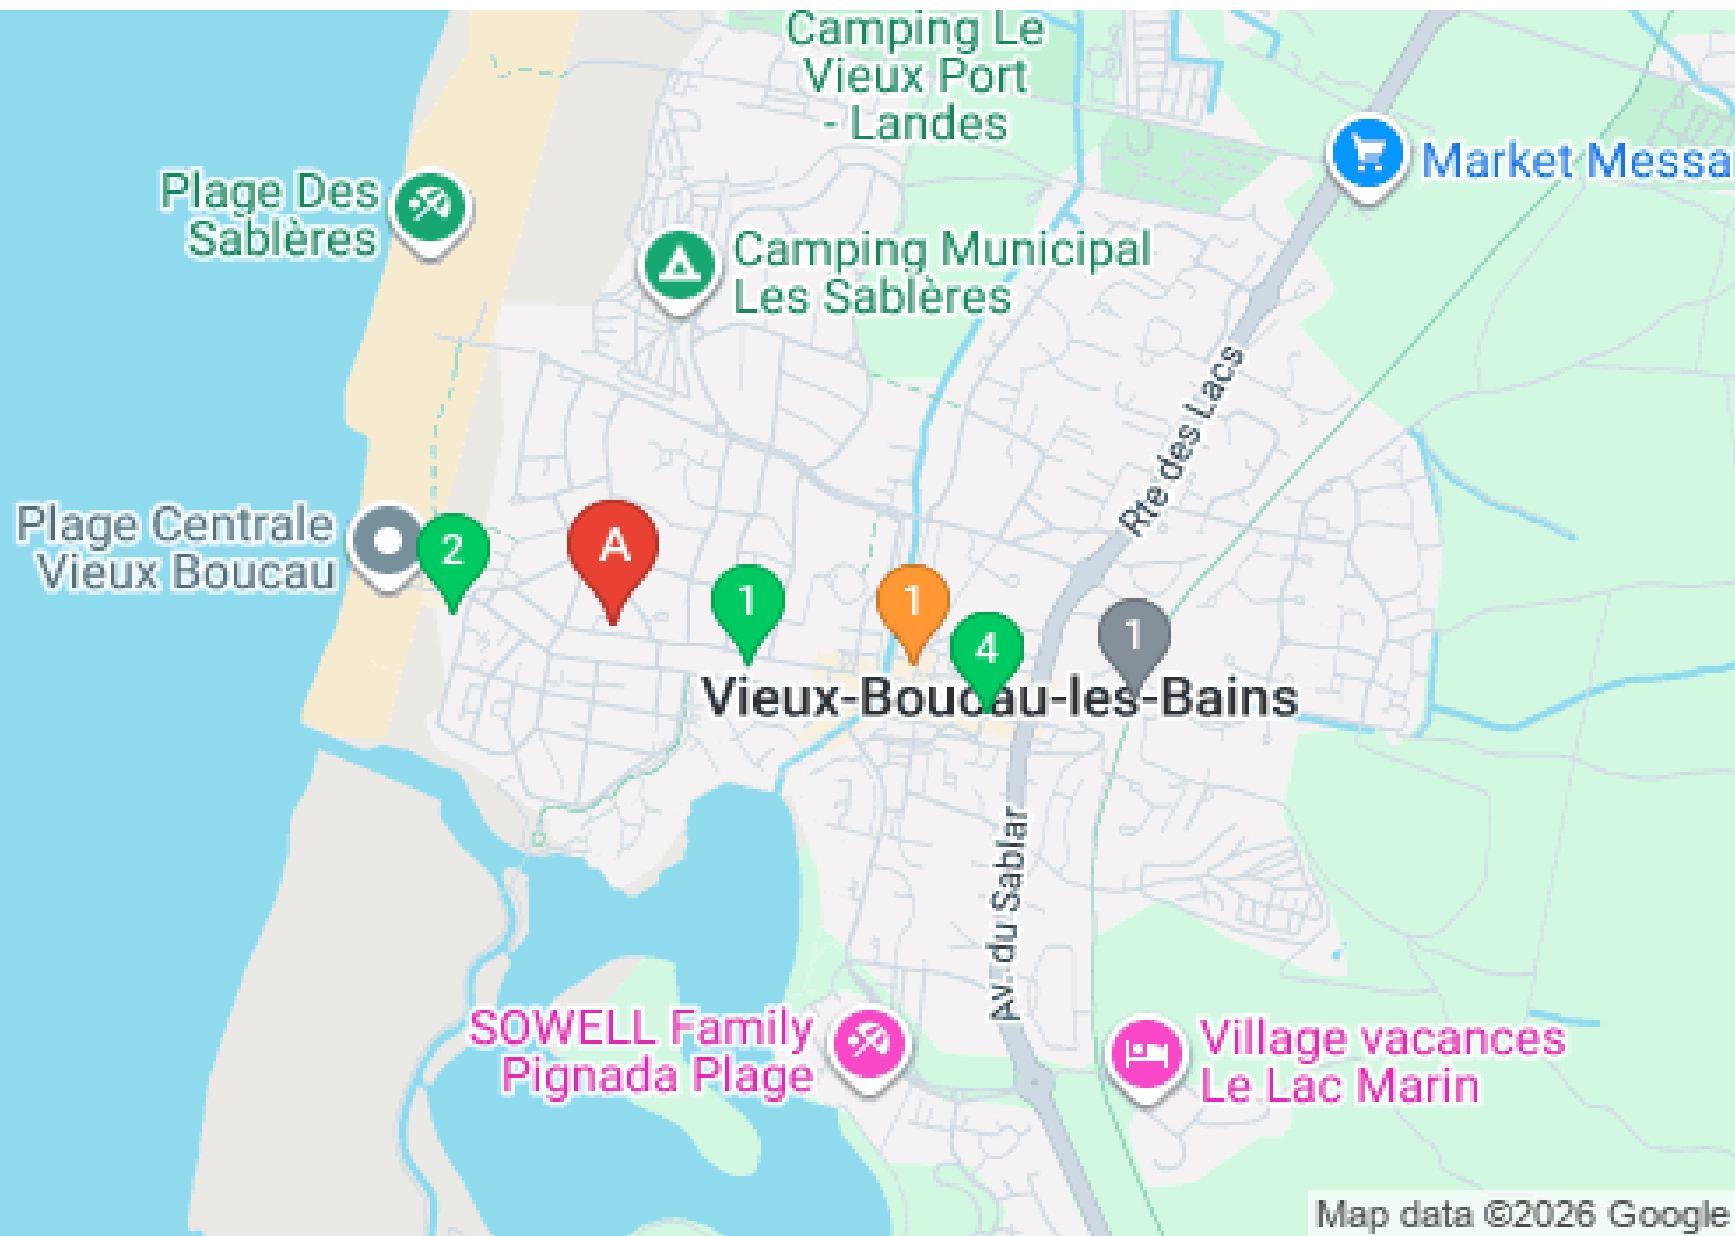 Camping Le
Vieux Port
- Landes
Market Messa
Plage Des
Sablères
Camping Municipal
Les Sablères
Rte des Lacs
Plage Centrale
Vieux Boucau
2
A
1
1
4
1
Vieux-Boucau-les-Bains
Av. du Sablar
SOWELL Family
Pignada Plage
Village vacances
Le Lac Marin
Map data ©2026 Google